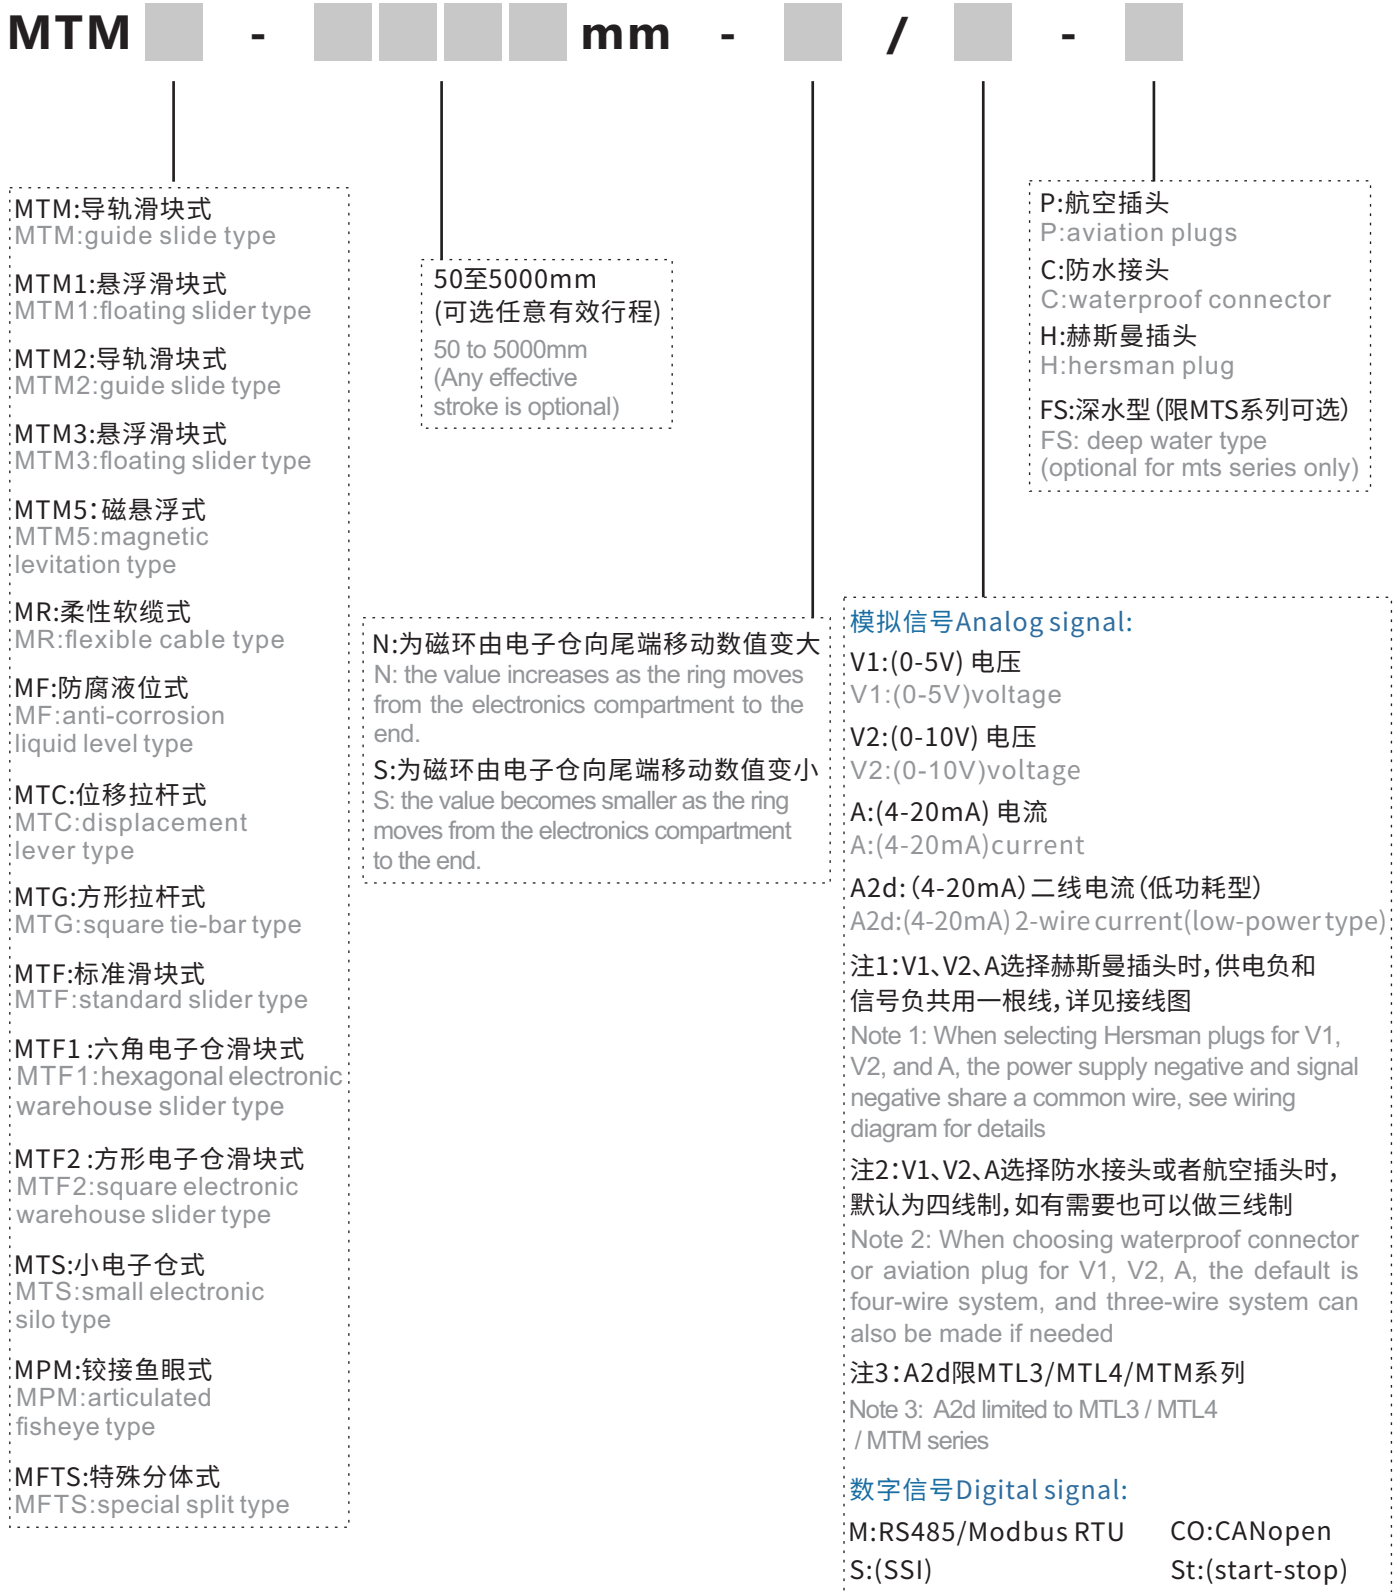 MTM - mm - / -
MTM:导轨滑块式
MTM:guide slide type
MTM1:悬浮滑块式
MTM1:floating slider type
MTM2:导轨滑块式
MTM2:guide slide type
MTM3:悬浮滑块式
MTM3:floating slider type
MTM5:磁悬浮式
MTM5:magnetic
levitation type
MR:柔性软缆式
MR:flexible cable type
MF:防腐液位式
MF:anti-corrosion
liquid level type
MTC:位移拉杆式
MTC:displacement
lever type
MTG:方形拉杆式
MTG:square tie-bar type
MTF:标准滑块式
MTF:standard slider type
MTF1:六角电子仓滑块式
MTF1:hexagonal electronic
warehouse slider type
MTF2:方形电子仓滑块式
MTF2:square electronic
warehouse slider type
MTS:小电子仓式
MTS:small electronic
silo type
MPM:铰接鱼眼式
MPM:articulated
fisheye type
MFTS:特殊分体式
MFTS:special split type
50至5000mm
(可选任意有效行程)
50 to 5000mm
(Any effective
stroke is optional)
N:为磁环由电子仓向尾端移动数值变大
N: the value increases as the ring moves
from the electronics compartment to the
end.
S:为磁环由电子仓向尾端移动数值变小
S: the value becomes smaller as the ring
moves from the electronics compartment
to the end.
P:航空插头
P:aviation plugs
C:防水接头
C:waterproof connector
H:赫斯曼插头
H:hersman plug
FS:深水型(限MTS系列可选)
FS: deep water type
(optional for mts series only)
模拟信号Analog signal:
V1:(0-5V) 电压
V1:(0-5V)voltage
V2:(0-10V) 电压
V2:(0-10V)voltage
A:(4-20mA) 电流
A:(4-20mA)current
A2d:(4-20mA)二线电流(低功耗型)
A2d:(4-20mA) 2-wire current(low-power type)
注1:V1、V2、A选择赫斯曼插头时,供电负和
信号负共用一根线,详见接线图
Note 1: When selecting Hersman plugs for V1,
V2, and A, the power supply negative and signal
negative share a common wire, see wiring
diagram for details
注2:V1、V2、A选择防水接头或者航空插头时,
默认为四线制,如有需要也可以做三线制
Note 2: When choosing waterproof connector
or aviation plug for V1, V2, A, the default is
four-wire system, and three-wire system can
also be made if needed
注3:A2d限MTL3/MTL4/MTM系列
Note 3: A2d limited to MTL3 / MTL4
/ MTM series
数字信号Digital signal:
M:RS485/Modbus RTU CO:CANopen
S:(SSI) St:(start-stop)